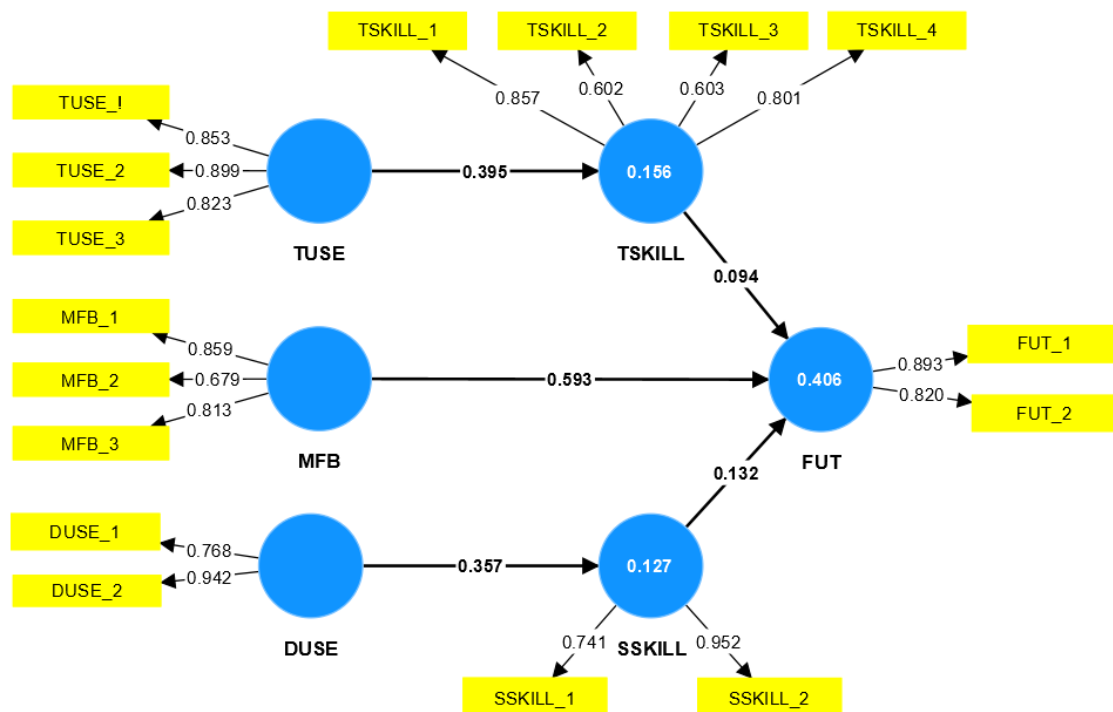 TSKILL_1
TSKILL_2
TSKILL_3
TSKILL_4
0.857
0.602
0.603
0.801
TUSE_!
TUSE_2
TUSE_3
0.853
0.899
0.823
TUSE
0.395
0.156
TSKILL
0.094
MFB_1
MFB_2
MFB_3
0.859
0.679
0.813
MFB
0.593
0.406
FUT
0.893
0.820
FUT_1
FUT_2
0.132
DUSE_1
DUSE_2
0.768
0.942
DUSE
0.357
0.127
SSKILL
0.741
0.952
SSKILL_1
SSKILL_2